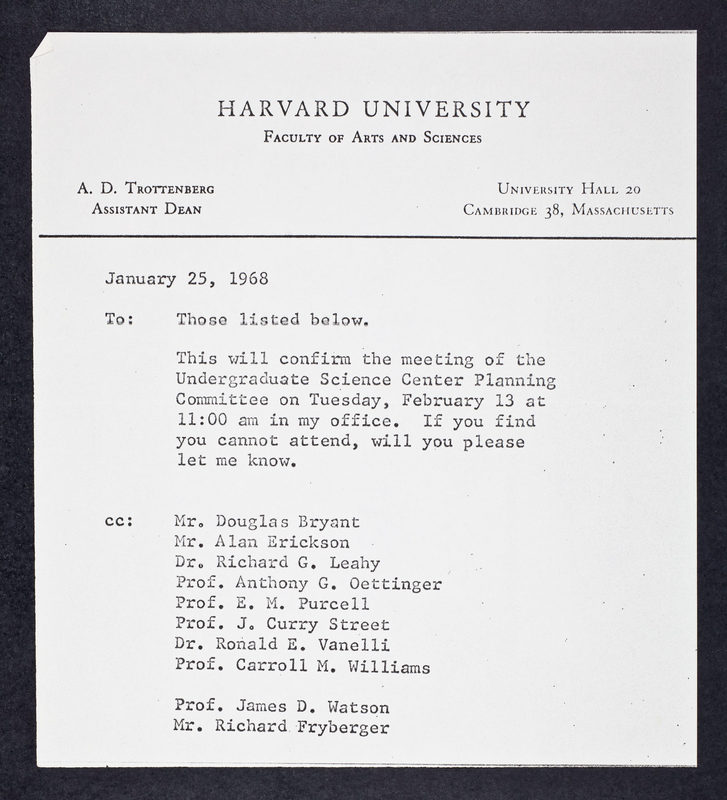 HARVARD UNIVERSITY
Faculty of Arts and Sciences
A. D. Trottenberg
Assistant Dean
University Hall 20
Cambridge 38, Massachusetts
January 25, 1968
To: Those listed below.
This will confirm the meeting of the
Undergraduate Science Center Planning
Committee on Tuesday, February 13 at
11:00 am in my office. If you find
you cannot attend, will you please
let me know.
cc: Mr. Douglas Bryant
Mr. Alan Erickson
Dr. Richard G. Leahy
Prof. Anthony G. Oettinger
Prof. E. M. Purcell
Prof. J. Curry Street
Dr. Ronald E. Vanelli
Prof. Carroll M. Williams
Prof. James D. Watson
Mr. Richard Fryberger